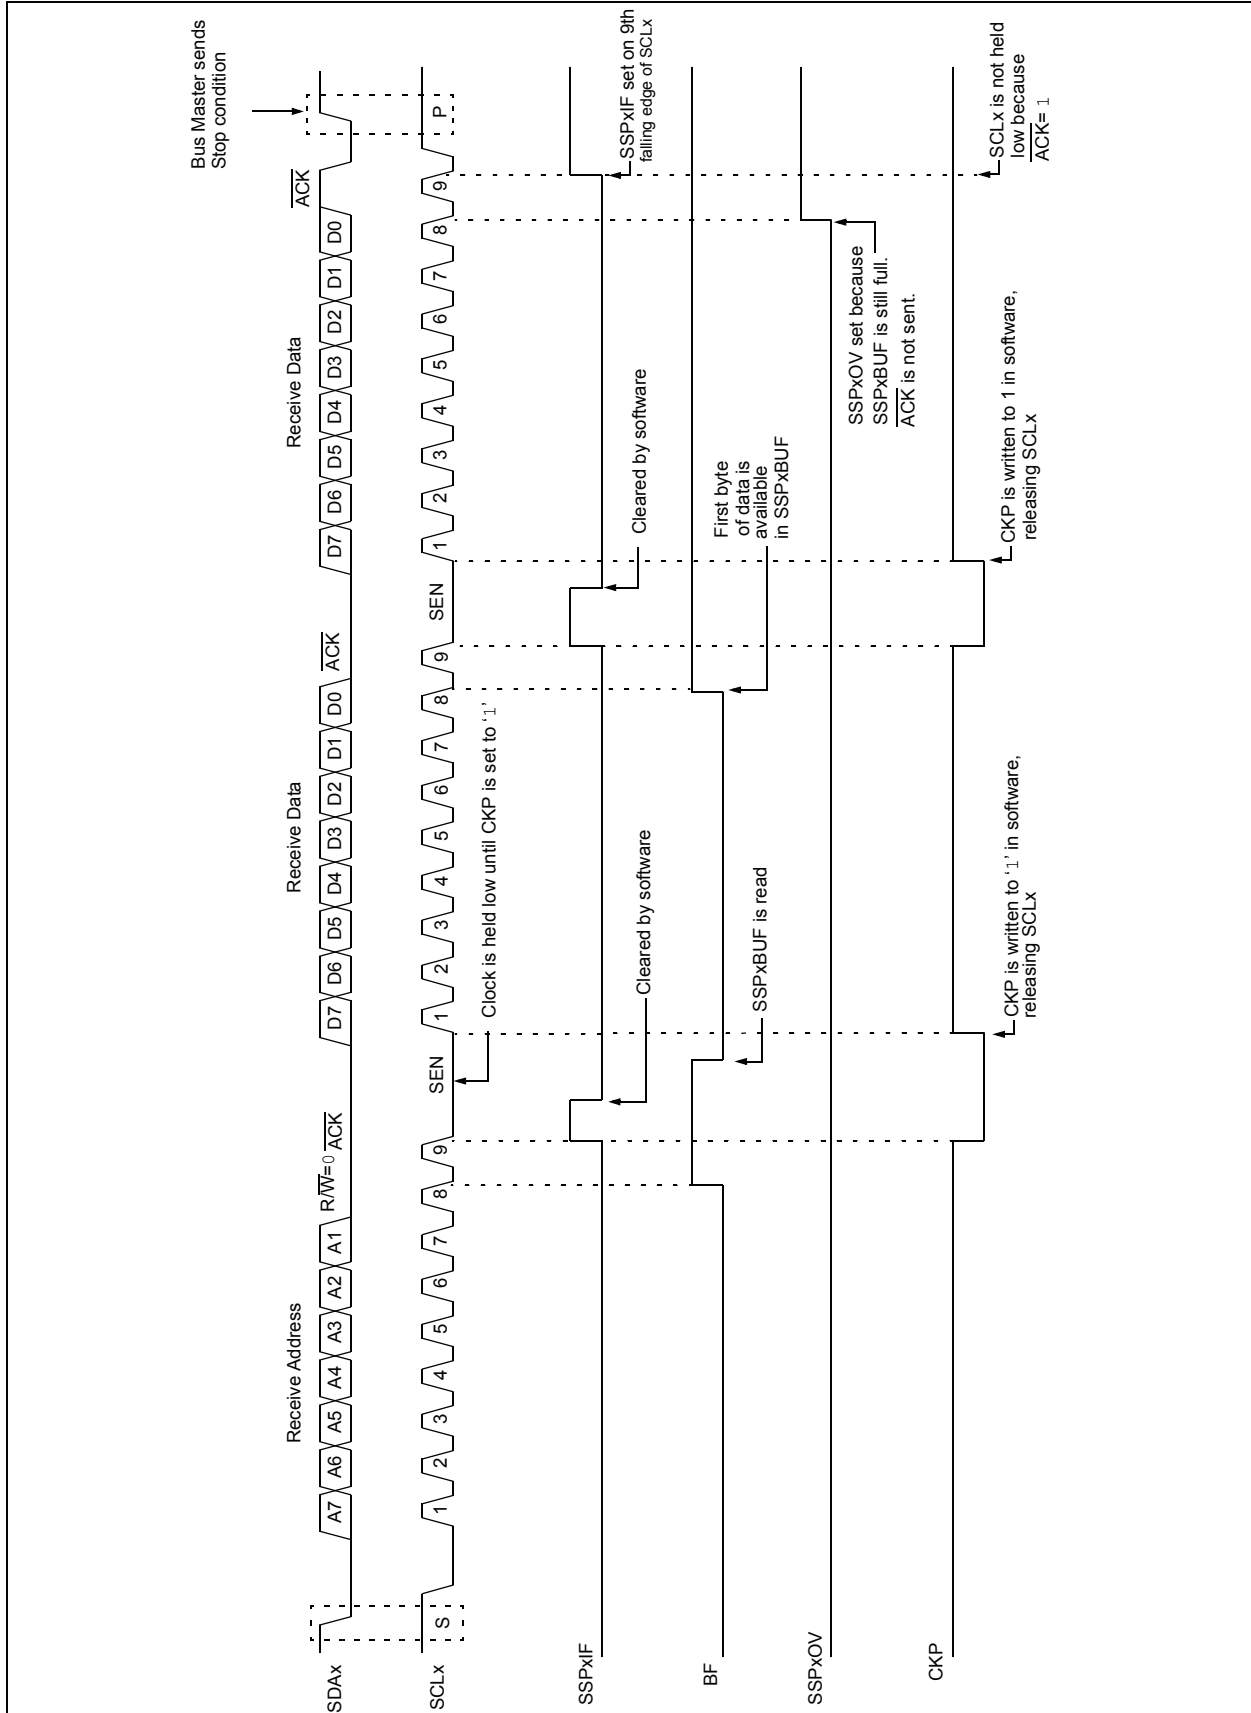 Bus Master sends
Stop condition
SDAx
S
Receive Address
A7 A6 A5 A4 A3 A2 A1
R/W=0 ACK
Receive Data
D7 D6 D5 D4 D3 D2 D1 D0
ACK
Receive Data
D7 D6 D5 D4 D3 D2 D1 D0
ACK
SCLx
1 2 3 4 5 6 7 8 9
SEN
1 2 3 4 5 6 7 8 9
SEN
1 2 3 4 5 6 7 8 9
P
Clock is held low until CKP is set to ‘1’
SSPxIF
Cleared by software
Cleared by software
SSPxIF set on 9th
falling edge of SCLx
BF
SSPxBUF is read
First byte
of data is
available
in SSPxBUF
SSPxOV
SSPxOV set because
SSPxBUF is still full.
ACK is not sent.
CKP
CKP is written to ‘1’ in software,
releasing SCLx
CKP is written to 1 in software,
releasing SCLx
SCLx is not held
low because
ACK= 1